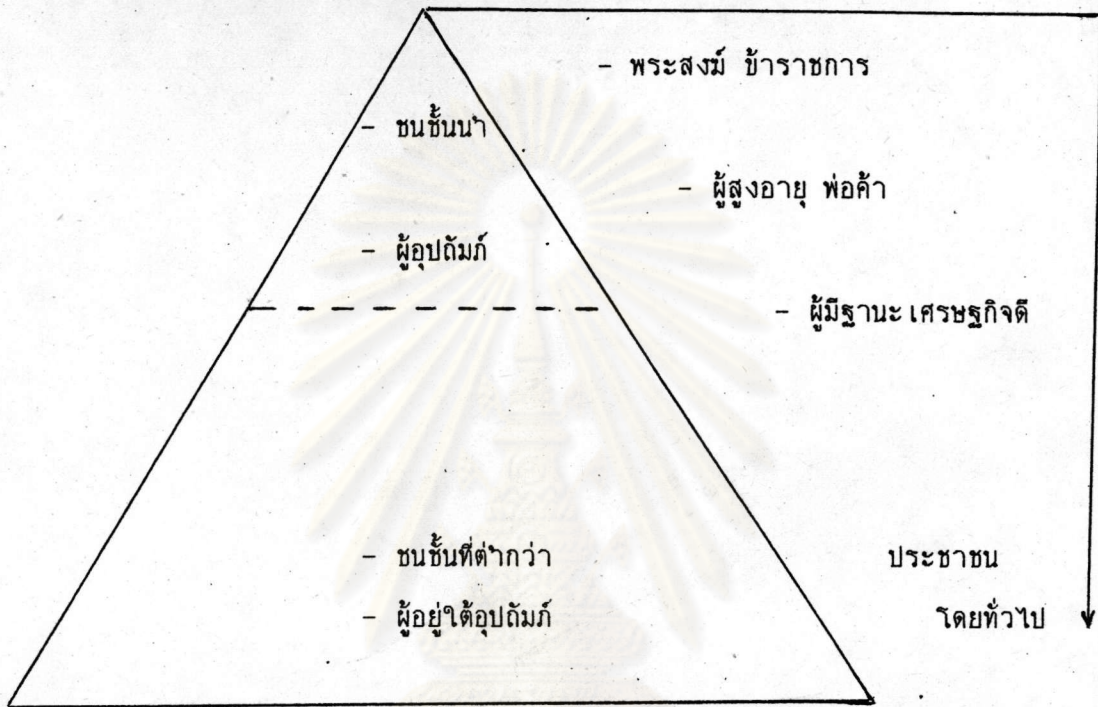 - พระสงฆ์ ข้าราชการ
- ชนชั้นนำ
- ผู้สูงอายุ พ่อค้า
- ผู้อุปถัมภ์
- ผู้มีฐานะเศรษฐกิจดี
- ชนชั้นที่ต่ำกว่า ประชาชน
- ผู้อยู่ใต้อุปถัมภ์ โดยทั่วไป